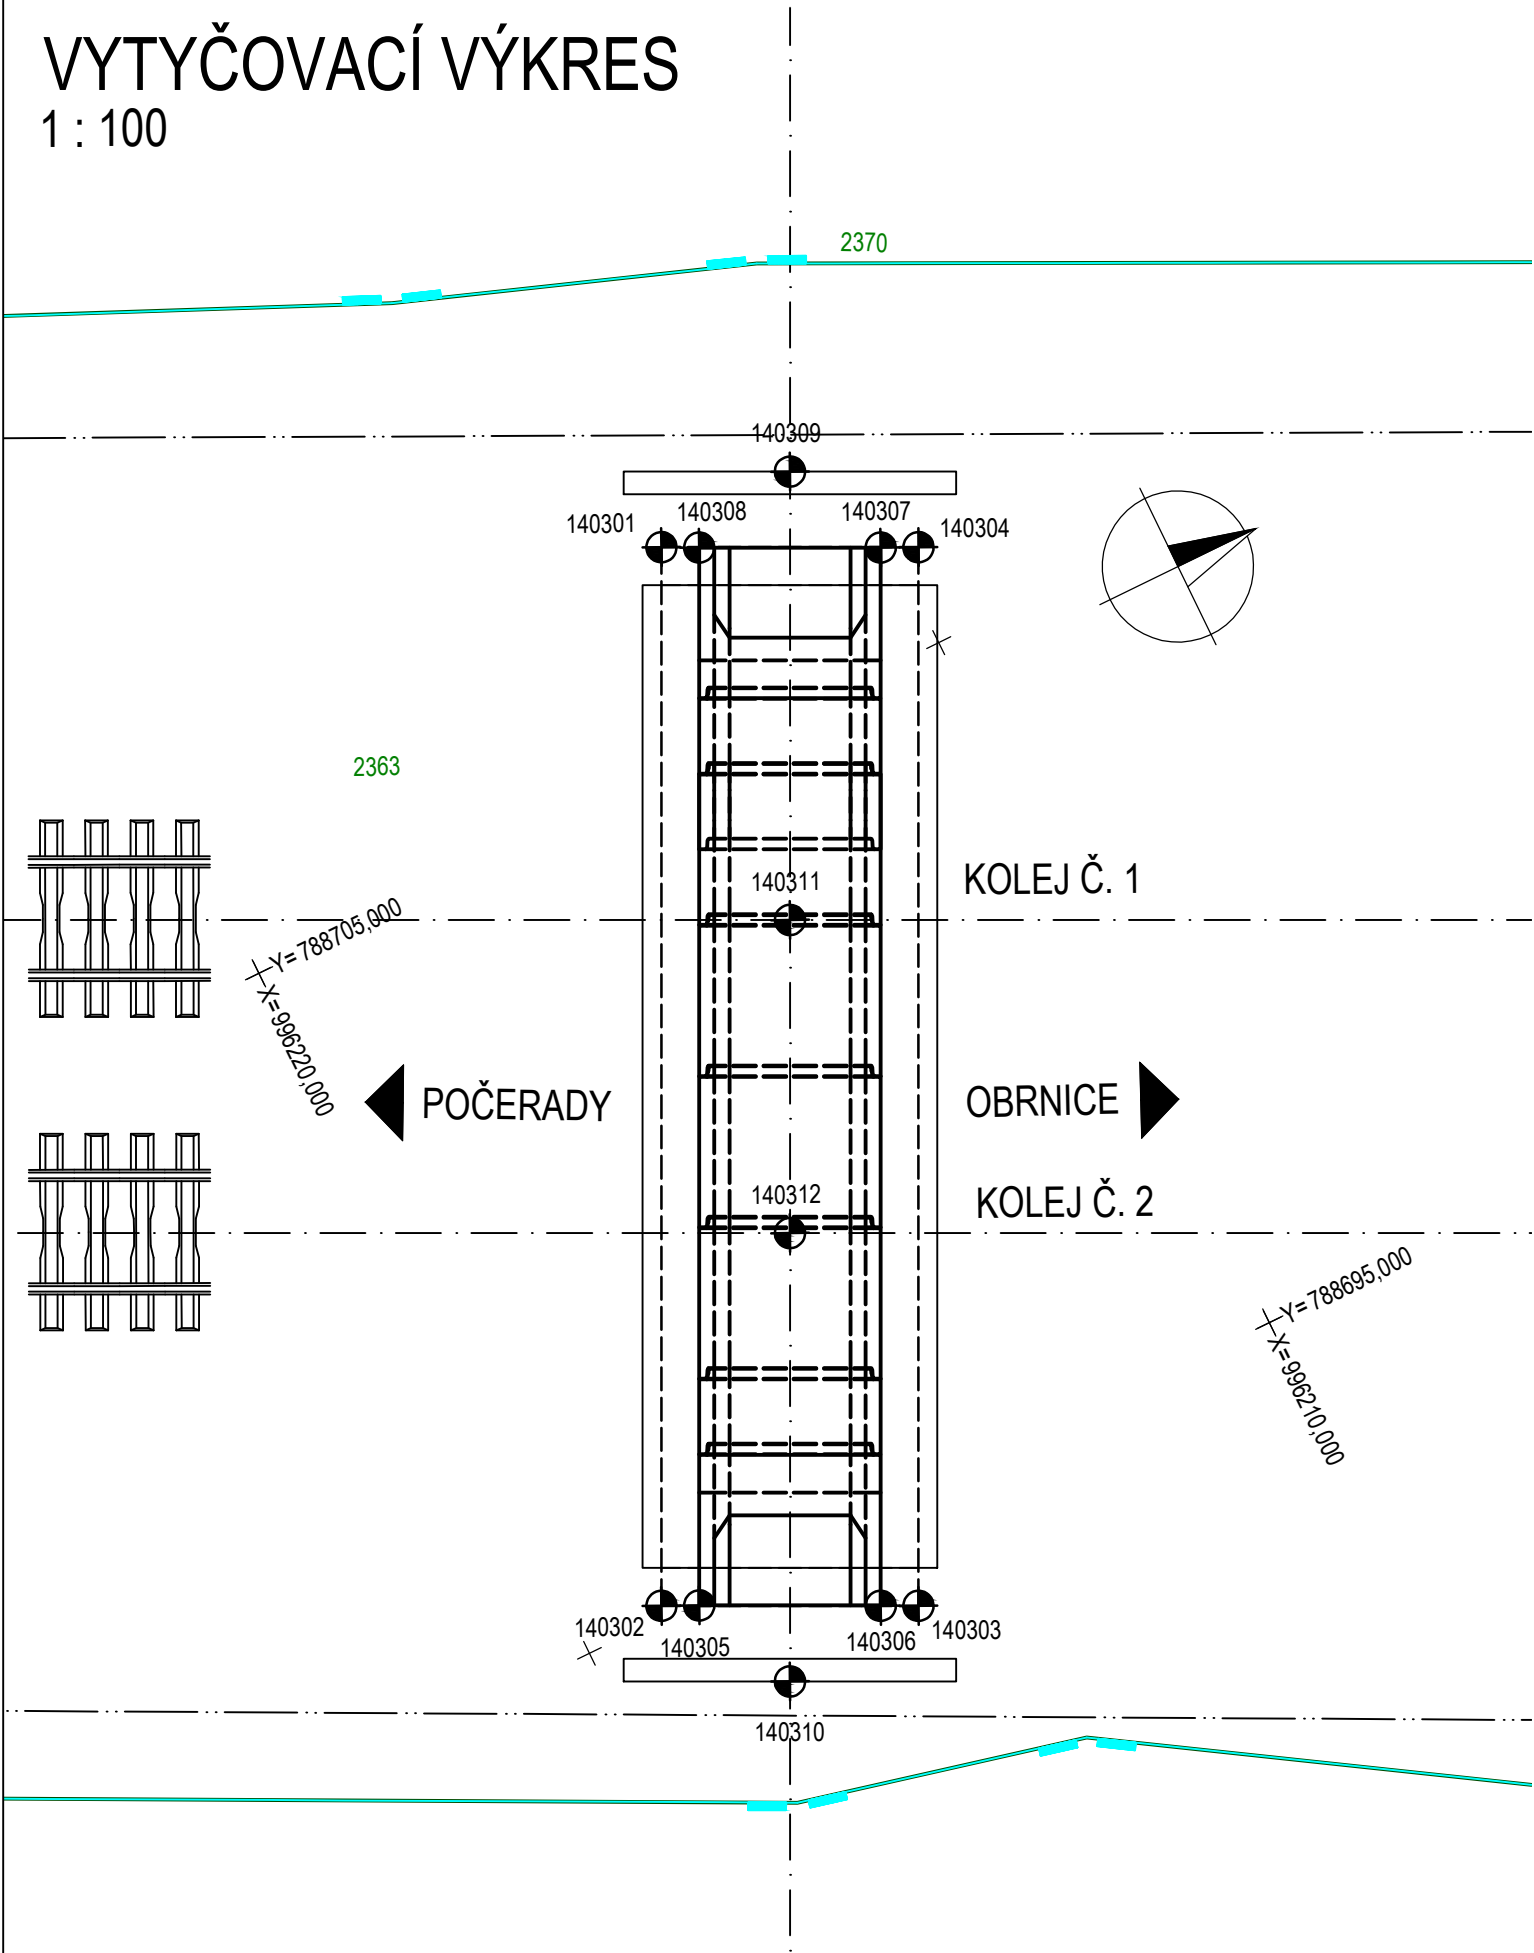 VYTYČOVACÍ VÝKRES
1 : 100
2370
140309
140301
140308
140307
140304
2363
140311
KOLEJ Č. 1
Y=788705,000
X=996220,000
POČERADY
OBRNICE
140312
KOLEJ Č. 2
Y=788695,000
X=996210,000
140302
140305
140306
140303
140310